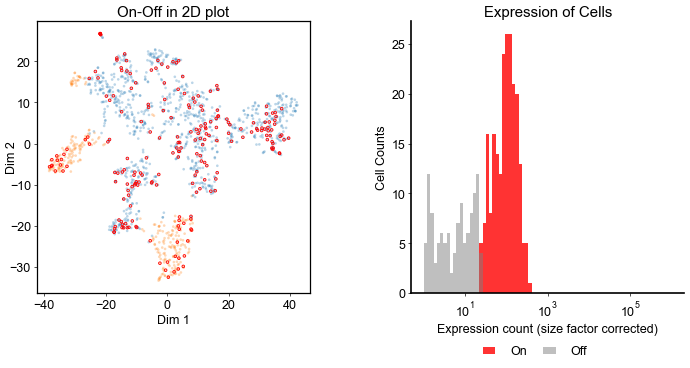 On-Off in 2D plot
Dim 2
20
10
0
−10
−20
−30
−40
−20
0
20
40
Dim 1
Expression of Cells
Cell Counts
25
20
15
10
5
0
10^1
10^3
10^5
Expression count (size factor corrected)
On
Off